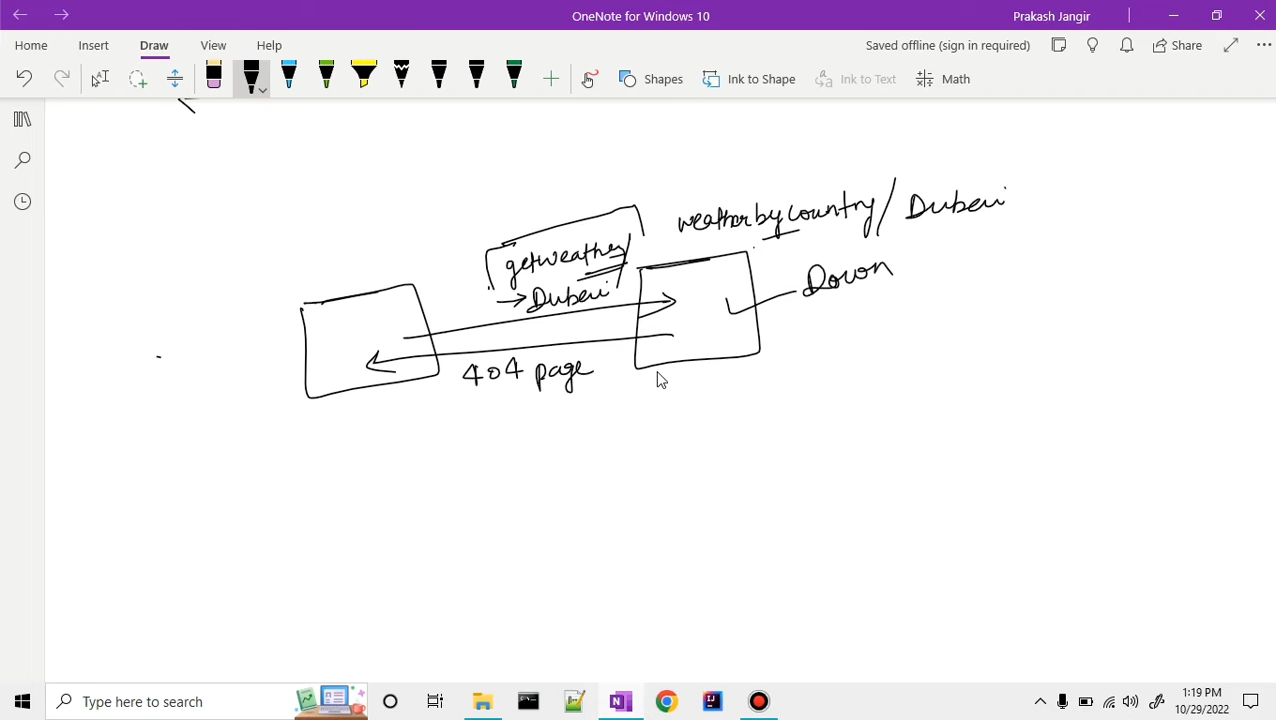 OneNote for Windows 10
Prakash Jangir
Home
Insert
Draw
View
Help
Saved offline (sign in required)
Share
Shapes
Ink to Shape
Ink to Text
Math
weatherbycountry/Duberi
getweather/
→Duberi
Down
404 page
Type here to search
1:19 PM
10/29/2022